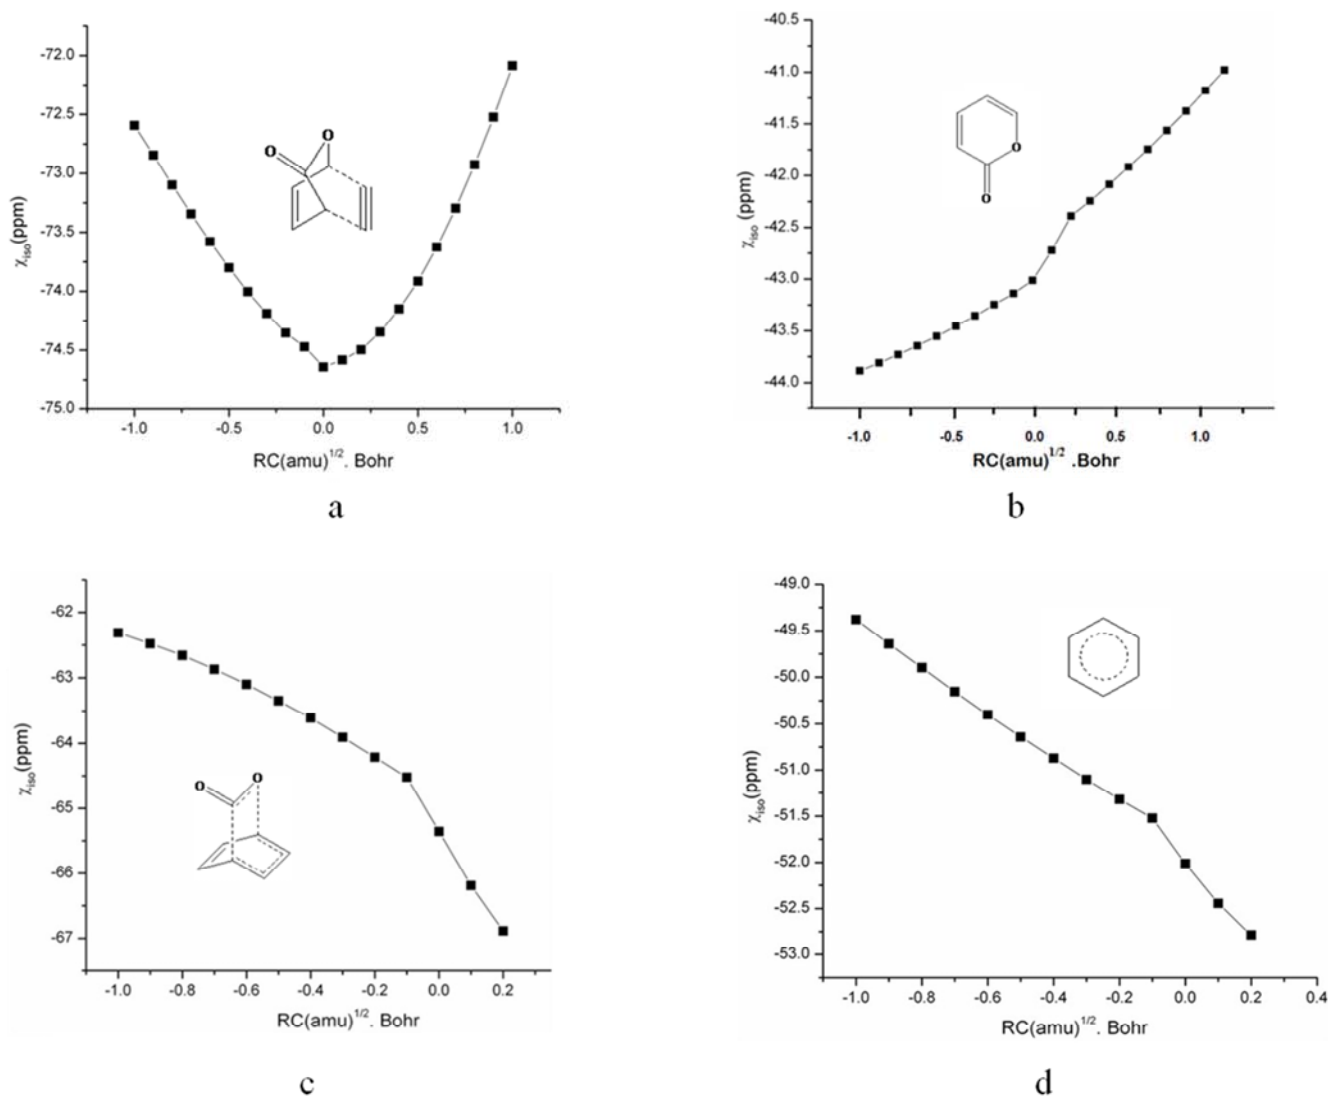 -72.0
-72.5
-73.0
-73.5
-74.0
-74.5
-75.0
χiso(ppm)
O
O
-1.0 -0.5 0.0 0.5 1.0
RC(amu)1/2. Bohr
a
-40.5
-41.0
-41.5
-42.0
-42.5
-43.0
-43.5
-44.0
χiso (ppm)
O
O
-1.0 -0.5 0.0 0.5 1.0
RC(amu)1/2 .Bohr
b
-62
-63
-64
-65
-66
-67
χiso(ppm)
O O
-1.0 -0.8 -0.6 -0.4 -0.2 0.0 0.2
RC(amu)1/2. Bohr
c
-49.0
-49.5
-50.0
-50.5
-51.0
-51.5
-52.0
-52.5
-53.0
χiso(ppm)
-1.0 -0.8 -0.6 -0.4 -0.2 0.0 0.2 0.4
RC(amu)1/2. Bohr
d